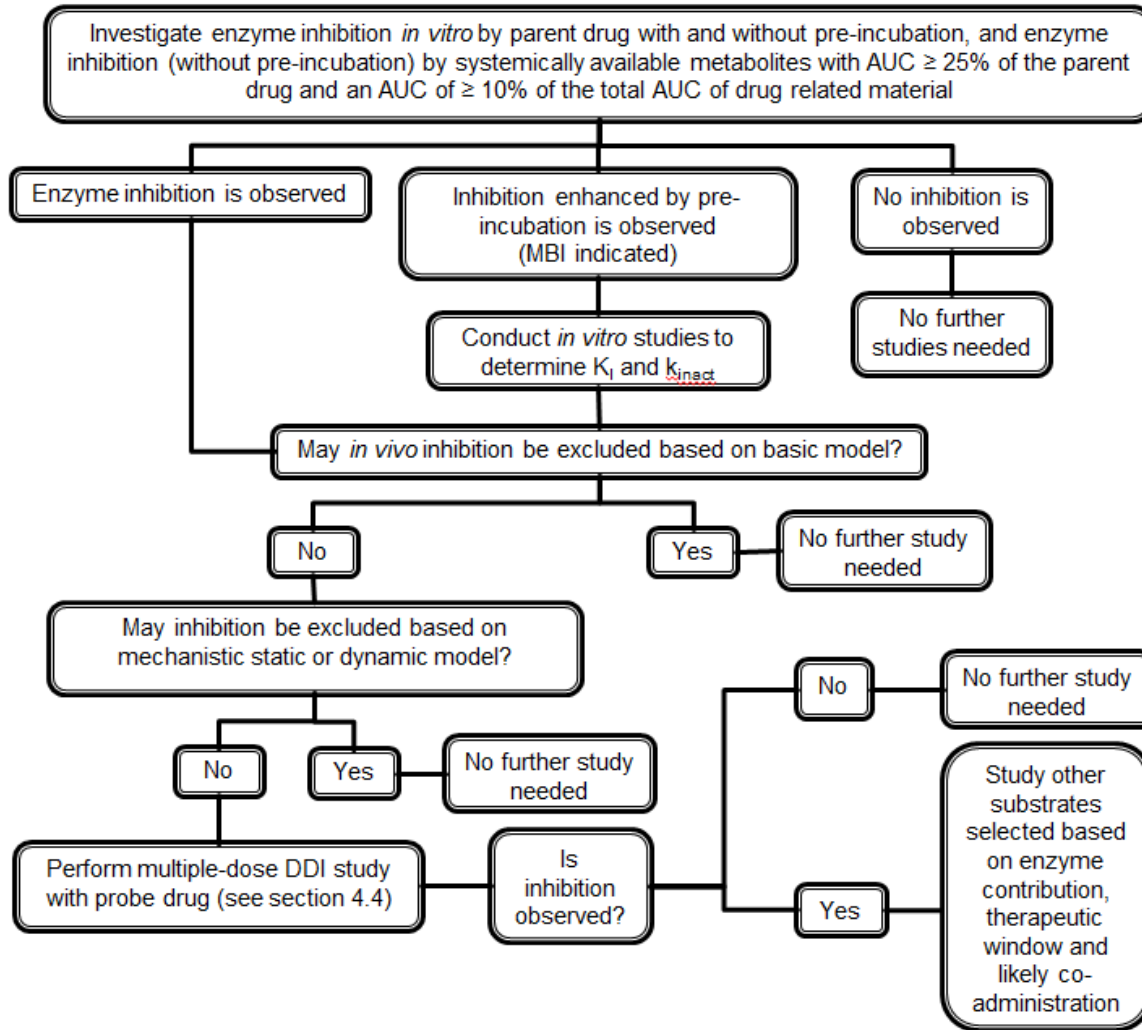 Investigate enzyme inhibition in vitro by parent drug with and without pre-incubation, and enzyme
inhibition (without pre-incubation) by systemically available metabolites with AUC ≥ 25% of the parent
drug and an AUC of ≥ 10% of the total AUC of drug related material
Enzyme inhibition is observed
Inhibition enhanced by pre-
incubation is observed
(MBI indicated)
No inhibition is
observed
Conduct in vitro studies to
determine KI and kinact
No further
studies needed
May in vivo inhibition be excluded based on basic model?
No
Yes
No further study
needed
May inhibition be excluded based on
mechanistic static or dynamic model?
No
Yes
No further study
needed
Perform multiple-dose DDI study
with probe drug (see section 4.4)
Is
inhibition
observed?
No
No further study
needed
Yes
Study other
substrates
selected based
on enzyme
contribution,
therapeutic
window and
likely co-
administration